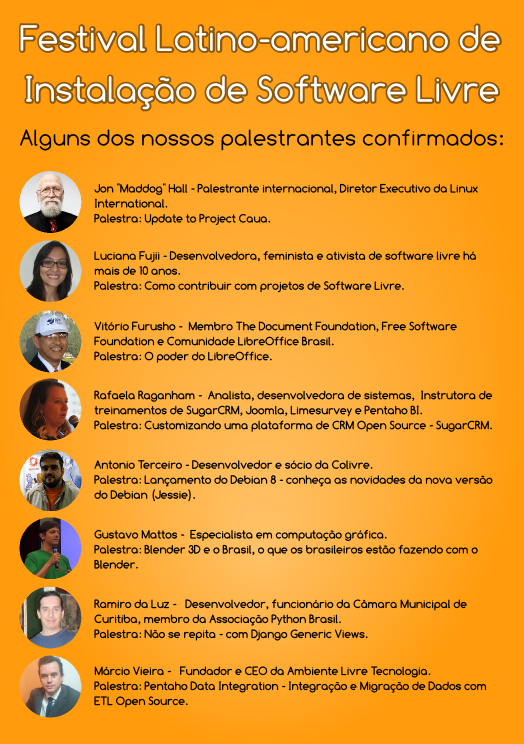 Festival Latino-americano de
Instalação de Software Livre
Alguns dos nossos palestrantes confirmados:
Jon "Maddog" Hall - Palestrante internacional, Diretor Executivo da Linux
International.
Palestra: Update to Project Caua.
Luciana Fujii - Desenvolvedora, feminista e ativista de software livre há
mais de 10 anos.
Palestra: Como contribuir com projetos de Software Livre.
Vitório Furusho - Membro The Document Foundation, Free Software
Foundation e Comunidade LibreOffice Brasil.
Palestra: O poder do LibreOffice.
Rafaela Raganham - Analista, desenvolvedora de sistemas, Instrutora de
treinamentos de SugarCRM, Joomla, Limesurvey e Pentaho BI.
Palestra: Customizando uma plataforma de CRM Open Source - SugarCRM.
Antonio Terceiro - Desenvolvedor e sócio da Colivre.
Palestra: Lançamento do Debian 8 - conheça as novidades da nova versão
do Debian (Jessie).
Gustavo Mattos - Especialista em computação gráfica.
Palestra: Blender 3D e o Brasil, o que os brasileiros estão fazendo com o
Blender.
Ramiro da Luz - Desenvolvedor, funcionário da Câmara Municipal de
Curitiba, membro da Associação Python Brasil.
Palestra: Não se repita - com Django Generic Views.
Márcio Vieira - Fundador e CEO da Ambiente Livre Tecnologia.
Palestra: Pentaho Data Integration - Integração e Migração de Dados com
ETL Open Source.